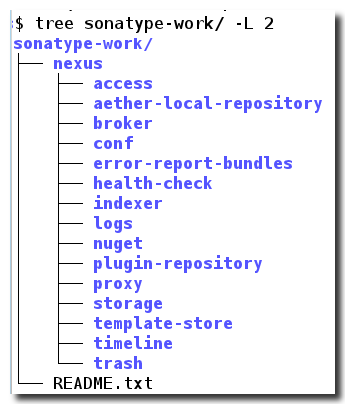 $ tree sonatype-work/ -L 2
sonatype-work/
├── nexus
│   ├── access
│   ├── aether-local-repository
│   ├── broker
│   ├── conf
│   ├── error-report-bundles
│   ├── health-check
│   ├── indexer
│   ├── logs
│   ├── nuget
│   ├── plugin-repository
│   ├── proxy
│   ├── storage
│   ├── template-store
│   ├── timeline
│   └── trash
└── README.txt